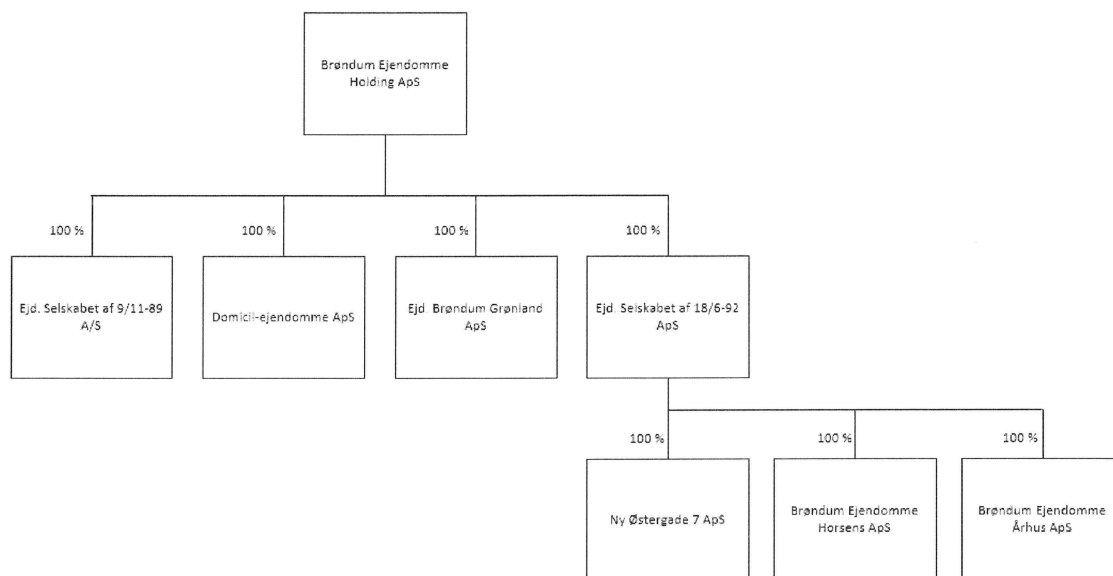 Brøndum Ejendomme
Holding ApS
100 %
100 %
100 %
100 %
Ejd. Selskabet af 9/11-89
A/S
Domicil-ejendomme ApS
Ejd. Brøndum Grønland
ApS
Ejd. Selskabet af 18/6-92
ApS
100 %
100 %
100 %
Ny Østergade 7 ApS
Brøndum Ejendomme
Horsens ApS
Brøndum Ejendomme
Århus ApS